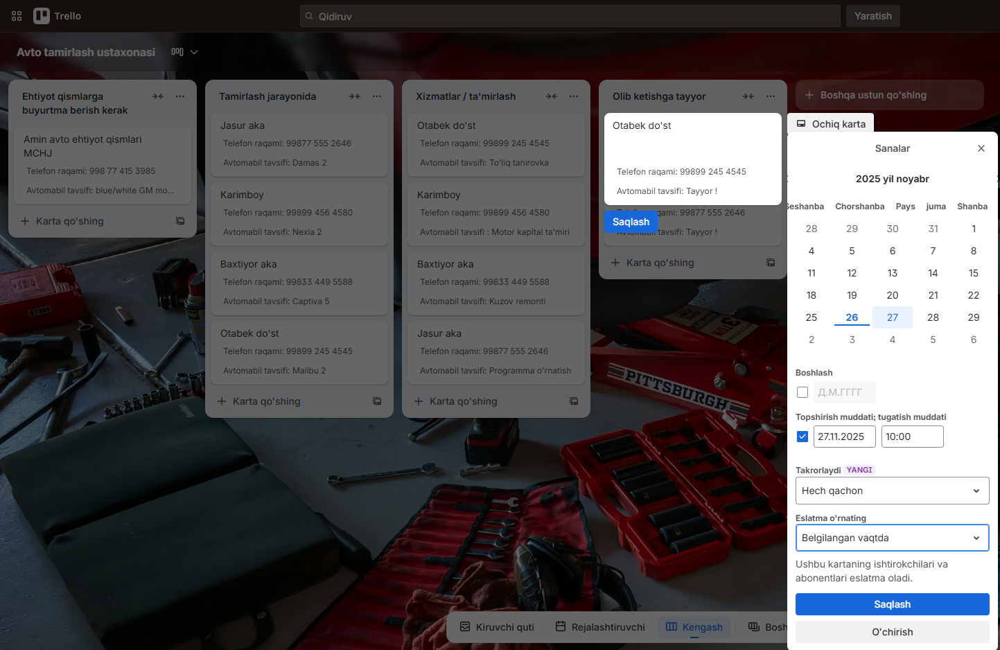 Trello
Qidiruv
Yaratish
Avto tamirlash ustaxonasi
Ehtiyot qismlarga
buyurtma berish kerak
Amin avto ehtiyot qismlari
MCHJ
Telefon raqami: 998 77 415 3985
Avtomabil tavsifi: blue/white GM mo...
Karta qo'shing
Tamirlash jarayonida
Jasur aka
Telefon raqami: 99877 555 2646
Avtomabil tavsifi: Damas 2
Karimboy
Telefon raqami: 99899 456 4580
Avtomabil tavsifi: Nexia 2
Baxtiyor aka
Telefon raqami: 99833 449 5588
Avtomabil tavsifi: Captiva 5
Otabek do'st
Telefon raqami: 99899 245 4545
Avtomabil tavsifi: Malibu 2
Karta qo'shing
Xizmatlar / ta'mirlash
Otabek do'st
Telefon raqami: 99899 245 4545
Avtomabil tavsifi: To'liq tanirovka
Karimboy
Telefon raqami: 99899 456 4580
Avtomabil tavsifi : Motor kapital ta'miri
Baxtiyor aka
Telefon raqami: 99833 449 5588
Avtomabil tavsifi: Kuzov remonti
Jasur aka
Telefon raqami: 99877 555 2646
Avtomabil tavsifi: Programma o'rnatish
Karta qo'shing
Olib ketishga tayyor
Otabek do'st
Telefon raqami: 99899 245 4545
Avtomabil tavsifi: Tayyor !
Telefon raqami: 99877 555 2646
Saqlash
Avtomabil tavsifi: Tayyor !
Karta qo'shing
Boshqa ustun qo'shing
Ochiq karta
Sanalar
2025 yil noyabr
Seshanba Chorshanba Pays juma Shanba
28 29 30 31 1
4 5 6 7 8
11 12 13 14 15
18 19 20 21 22
25 26 27 28 29
2 3 4 5 6
Boshlash
Д.М.ГГГГ
Topshirish muddati; tugatish muddati
27.11.2025 10:00
Takrorlaydi YANGI
Hech qachon
Eslatma o'rnating
Belgilangan vaqtda
Ushbu kartaning ishtirokchilari va
abonentlari eslatma oladi.
Saqlash
Oʻchirish
Kiruvchi quti
Rejalashtiruvchi
Kengash
Bosh
PITTSBURGH